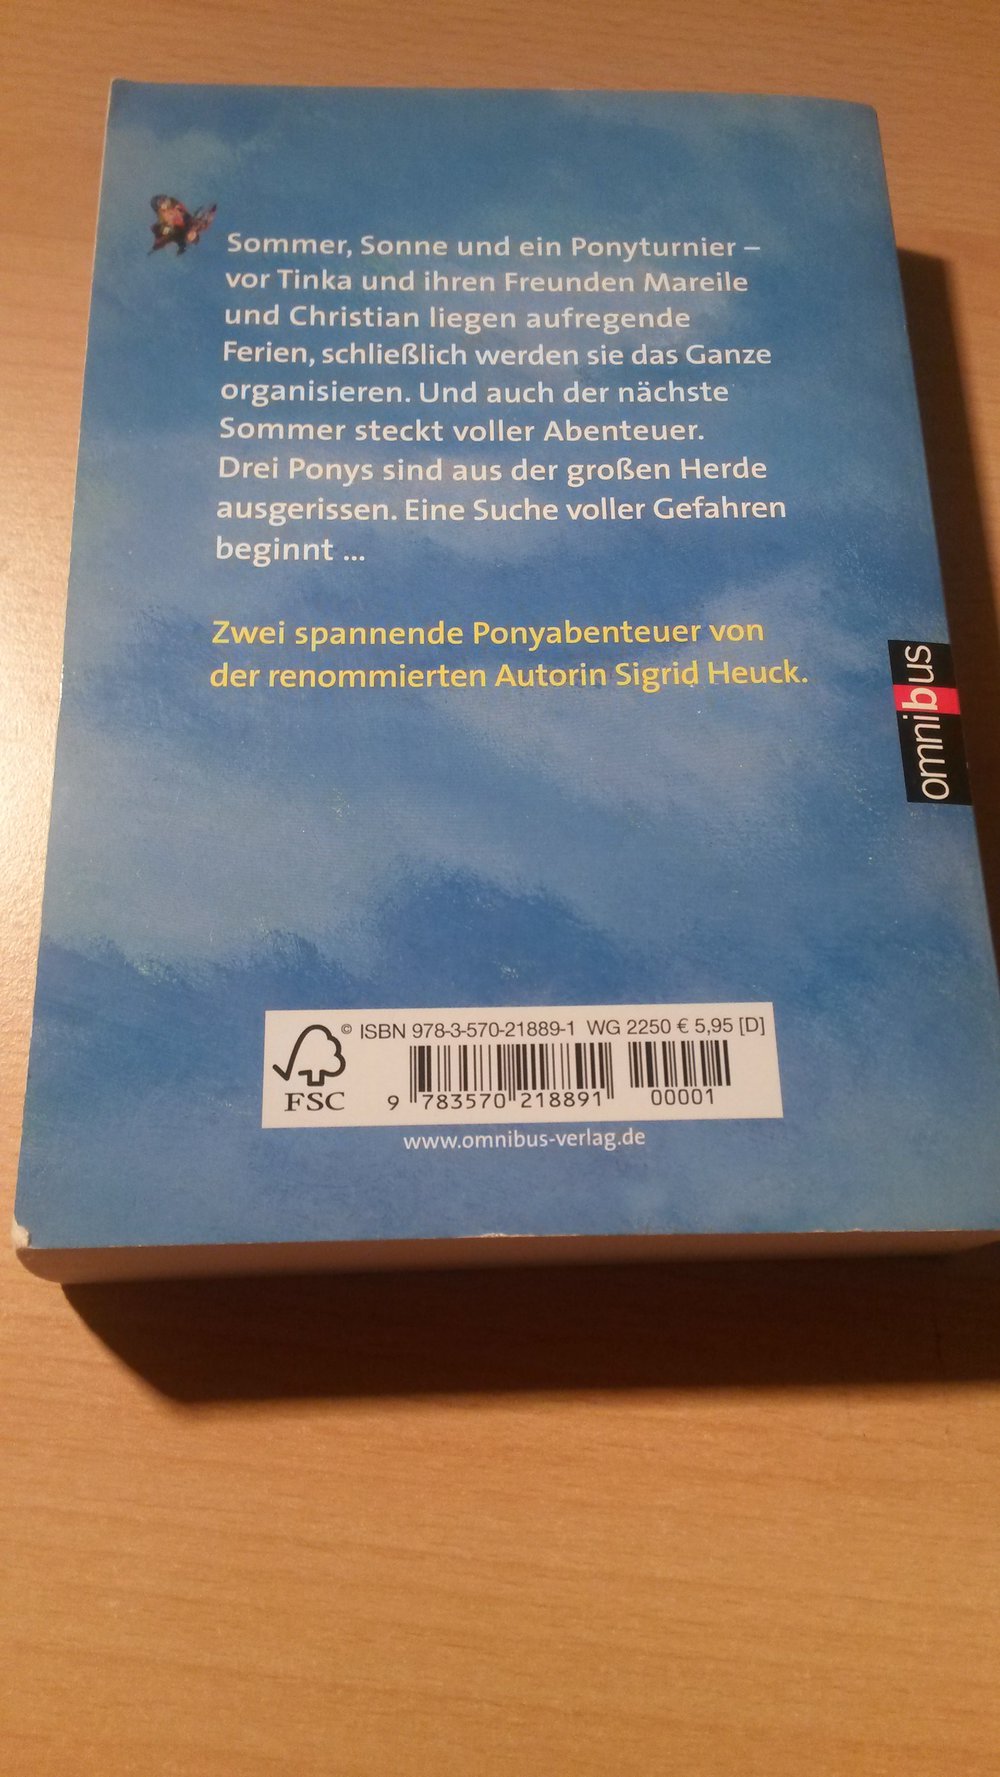 Sommer, Sonne und ein Ponyturnier –
vor Tinka und ihren Freunden Mareile
und Christian liegen aufregende
Ferien, schließlich werden sie das Ganze
organisieren. Und auch der nächste
Sommer steckt voller Abenteuer.
Drei Ponys sind aus der großen Herde
ausgerissen. Eine Suche voller Gefahren
beginnt ...
Zwei spannende Ponyabenteuer von
der renommierten Autorin Sigrid Heuck.
omnibus
© ISBN 978-3-570-21889-1 WG 2250 € 5,95 [D]
FSC
9 783570 218891 00001
www.omnibus-verlag.de